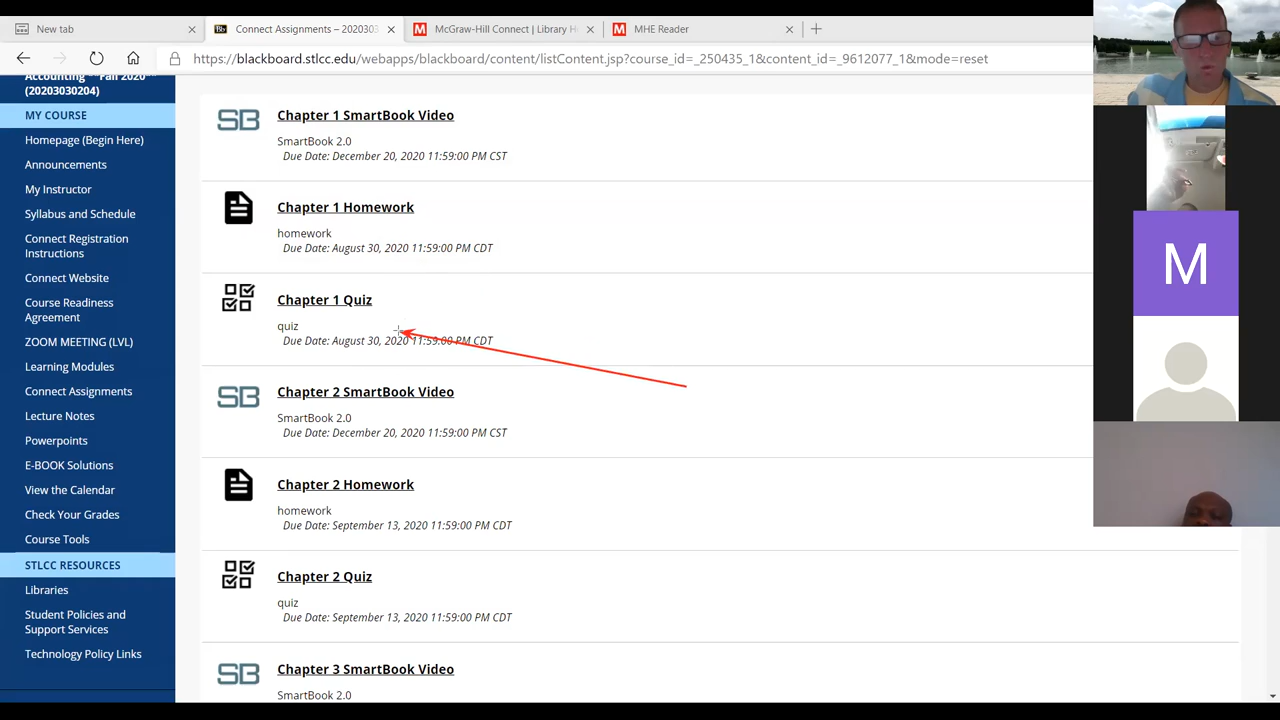 New tab
Connect Assignments – 2020303
McGraw-Hill Connect | Library H
MHE Reader
https://blackboard.stlcc.edu/webapps/
board/content/listContent.jsp?course_id=_250435_1&content_id=_9612077_1&mode=reset
Accounting
Fall 2020
(20203030204)
MY COURSE
Homepage (Begin Here)
Announcements
My Instructor
Syllabus and Schedule
Connect Registration
Instructions
Connect Website
Course Readiness
Agreement
ZOOM MEETING (LVL)
Learning Modules
Connect Assignments
Lecture Notes
Powerpoints
E-BOOK Solutions
View the Calendar
Check Your Grades
Course Tools
STLCC RESOURCES
Libraries
Student Policies and
Support Services
Technology Policy Links
SB
Chapter 1 SmartBook Video
SmartBook 2.0
Due Date: December 20, 2020 11:59:00 PM CST
Chapter 1 Homework
homework
Due Date: August 30, 2020 11:59:00 PM CDT
Chapter 1 Quiz
quiz
Due Date: August 30, 2020 11:59:00 PM CDT
SB
Chapter 2 SmartBook Video
SmartBook 2.0
Due Date: December 20, 2020 11:59:00 PM CST
Chapter 2 Homework
homework
Due Date: September 13, 2020 11:59:00 PM CDT
Chapter 2 Quiz
quiz
Due Date: September 13, 2020 11:59:00 PM CDT
SB
Chapter 3 SmartBook Video
SmartBook 2.0
M